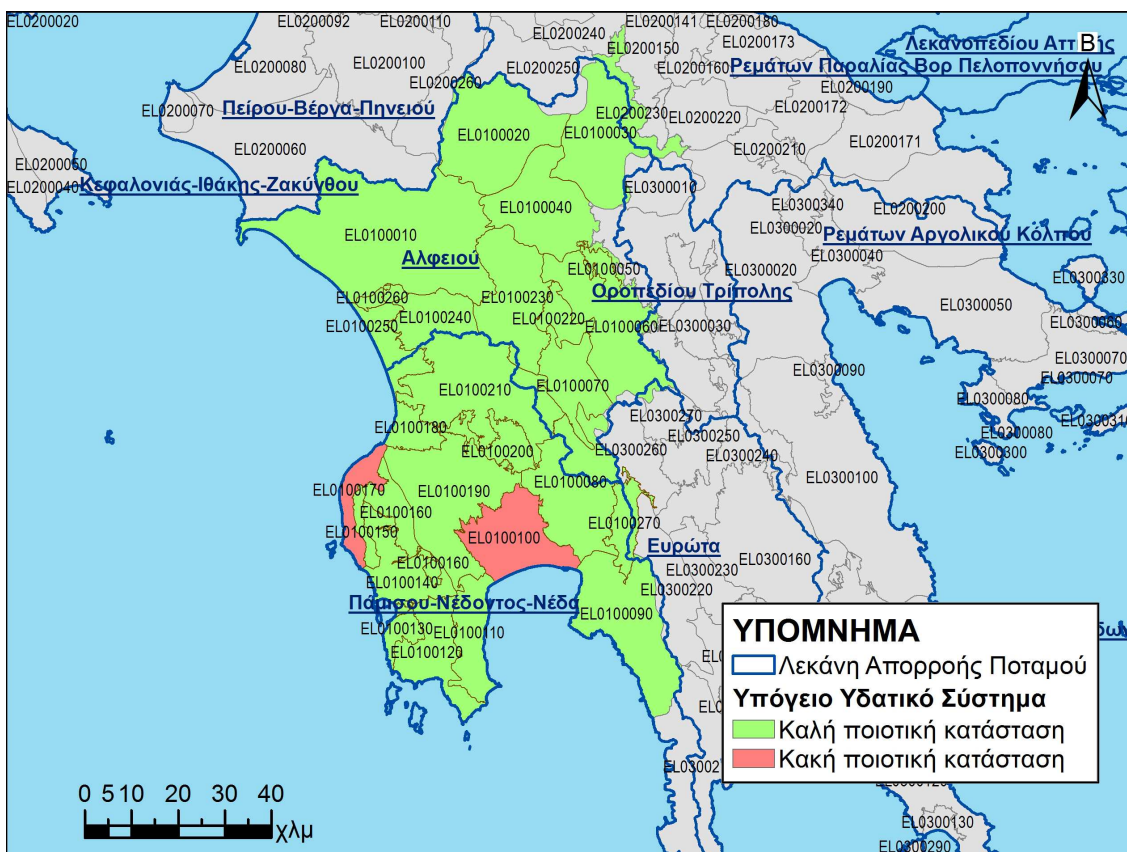 EL0200020
EL0200092
EL0200110
EL0200141
EL0200180
EL0200240
EL0200150
EL0200173
Λεκανοπεδίου Αττ ής
Β
EL0200080
EL0200100
EL0200250
EL0200160
Ρεμάτων Παραλίας Βορ Πελοποννήσου
EL0200260
EL0200190
EL0200070
Πείρου-Βέργα-Πηνειού
EL0200230
EL0200172
EL0100020
EL0100030
EL0200220
EL0200060
EL0200171
EL0200210
EL0200050
EL0200040
Κεφαλονιάς-Ιθάκης-Ζακύνθου
EL0300010
EL0100040
EL0300340
EL0200200
EL0100010
EL0300020
Ρεμάτων Αργολικού Κόλπου
Αλφειού
EL0300040
EL0100050
EL0300020
EL0300330
Οροπεδίου Τρίπολης
EL0100260
EL0100230
EL0300050
EL0100250
EL0100240
EL0100220
EL0100060
EL0300030
EL0300060
EL0300070
EL0300090
EL0300070
EL0100210
EL0100070
EL0300080
EL0300270
EL0300310
EL0100180
EL0300250
EL0300080
EL0100200
EL0300260
EL0300240
EL0300300
EL0100080
EL0300100
EL0100170
EL0100190
EL0100160
EL0100150
EL0100270
EL0100100
Ευρώτα
EL0300160
EL0100160
EL0300230
EL0100140
EL0300220
Πάμισου-Νέδοντος-Νέδα
EL0100090
EL0100130
EL0100110
EL0100120
ΥΠΟΜΝΗΜΑ
Λεκάνη Απορροής Ποταμού
Υπόγειο Υδατικό Σύστημα
Καλή ποιοτική κατάσταση
Κακή ποιοτική κατάσταση
0 5 10 20 30 40
χλμ
EL0300130
EL0300290